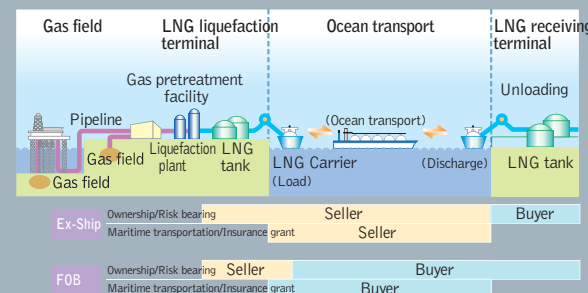 Gas field
LNG liquefaction
terminal
Ocean transport
LNG receiving
terminal
Gas pretreatment
facility
Unloading
Pipeline
(Ocean transport)
Gas field
Liquefaction
plant
LNG
tank
LNG Carrier
(Load)
(Discharge)
LNG tank
Gas field
Ex-Ship
Ownership/Risk bearing Seller Buyer
Maritime transportation/Insurance grant Seller
FOB
Ownership/Risk bearing Seller Buyer
Maritime transportation/Insurance grant Buyer